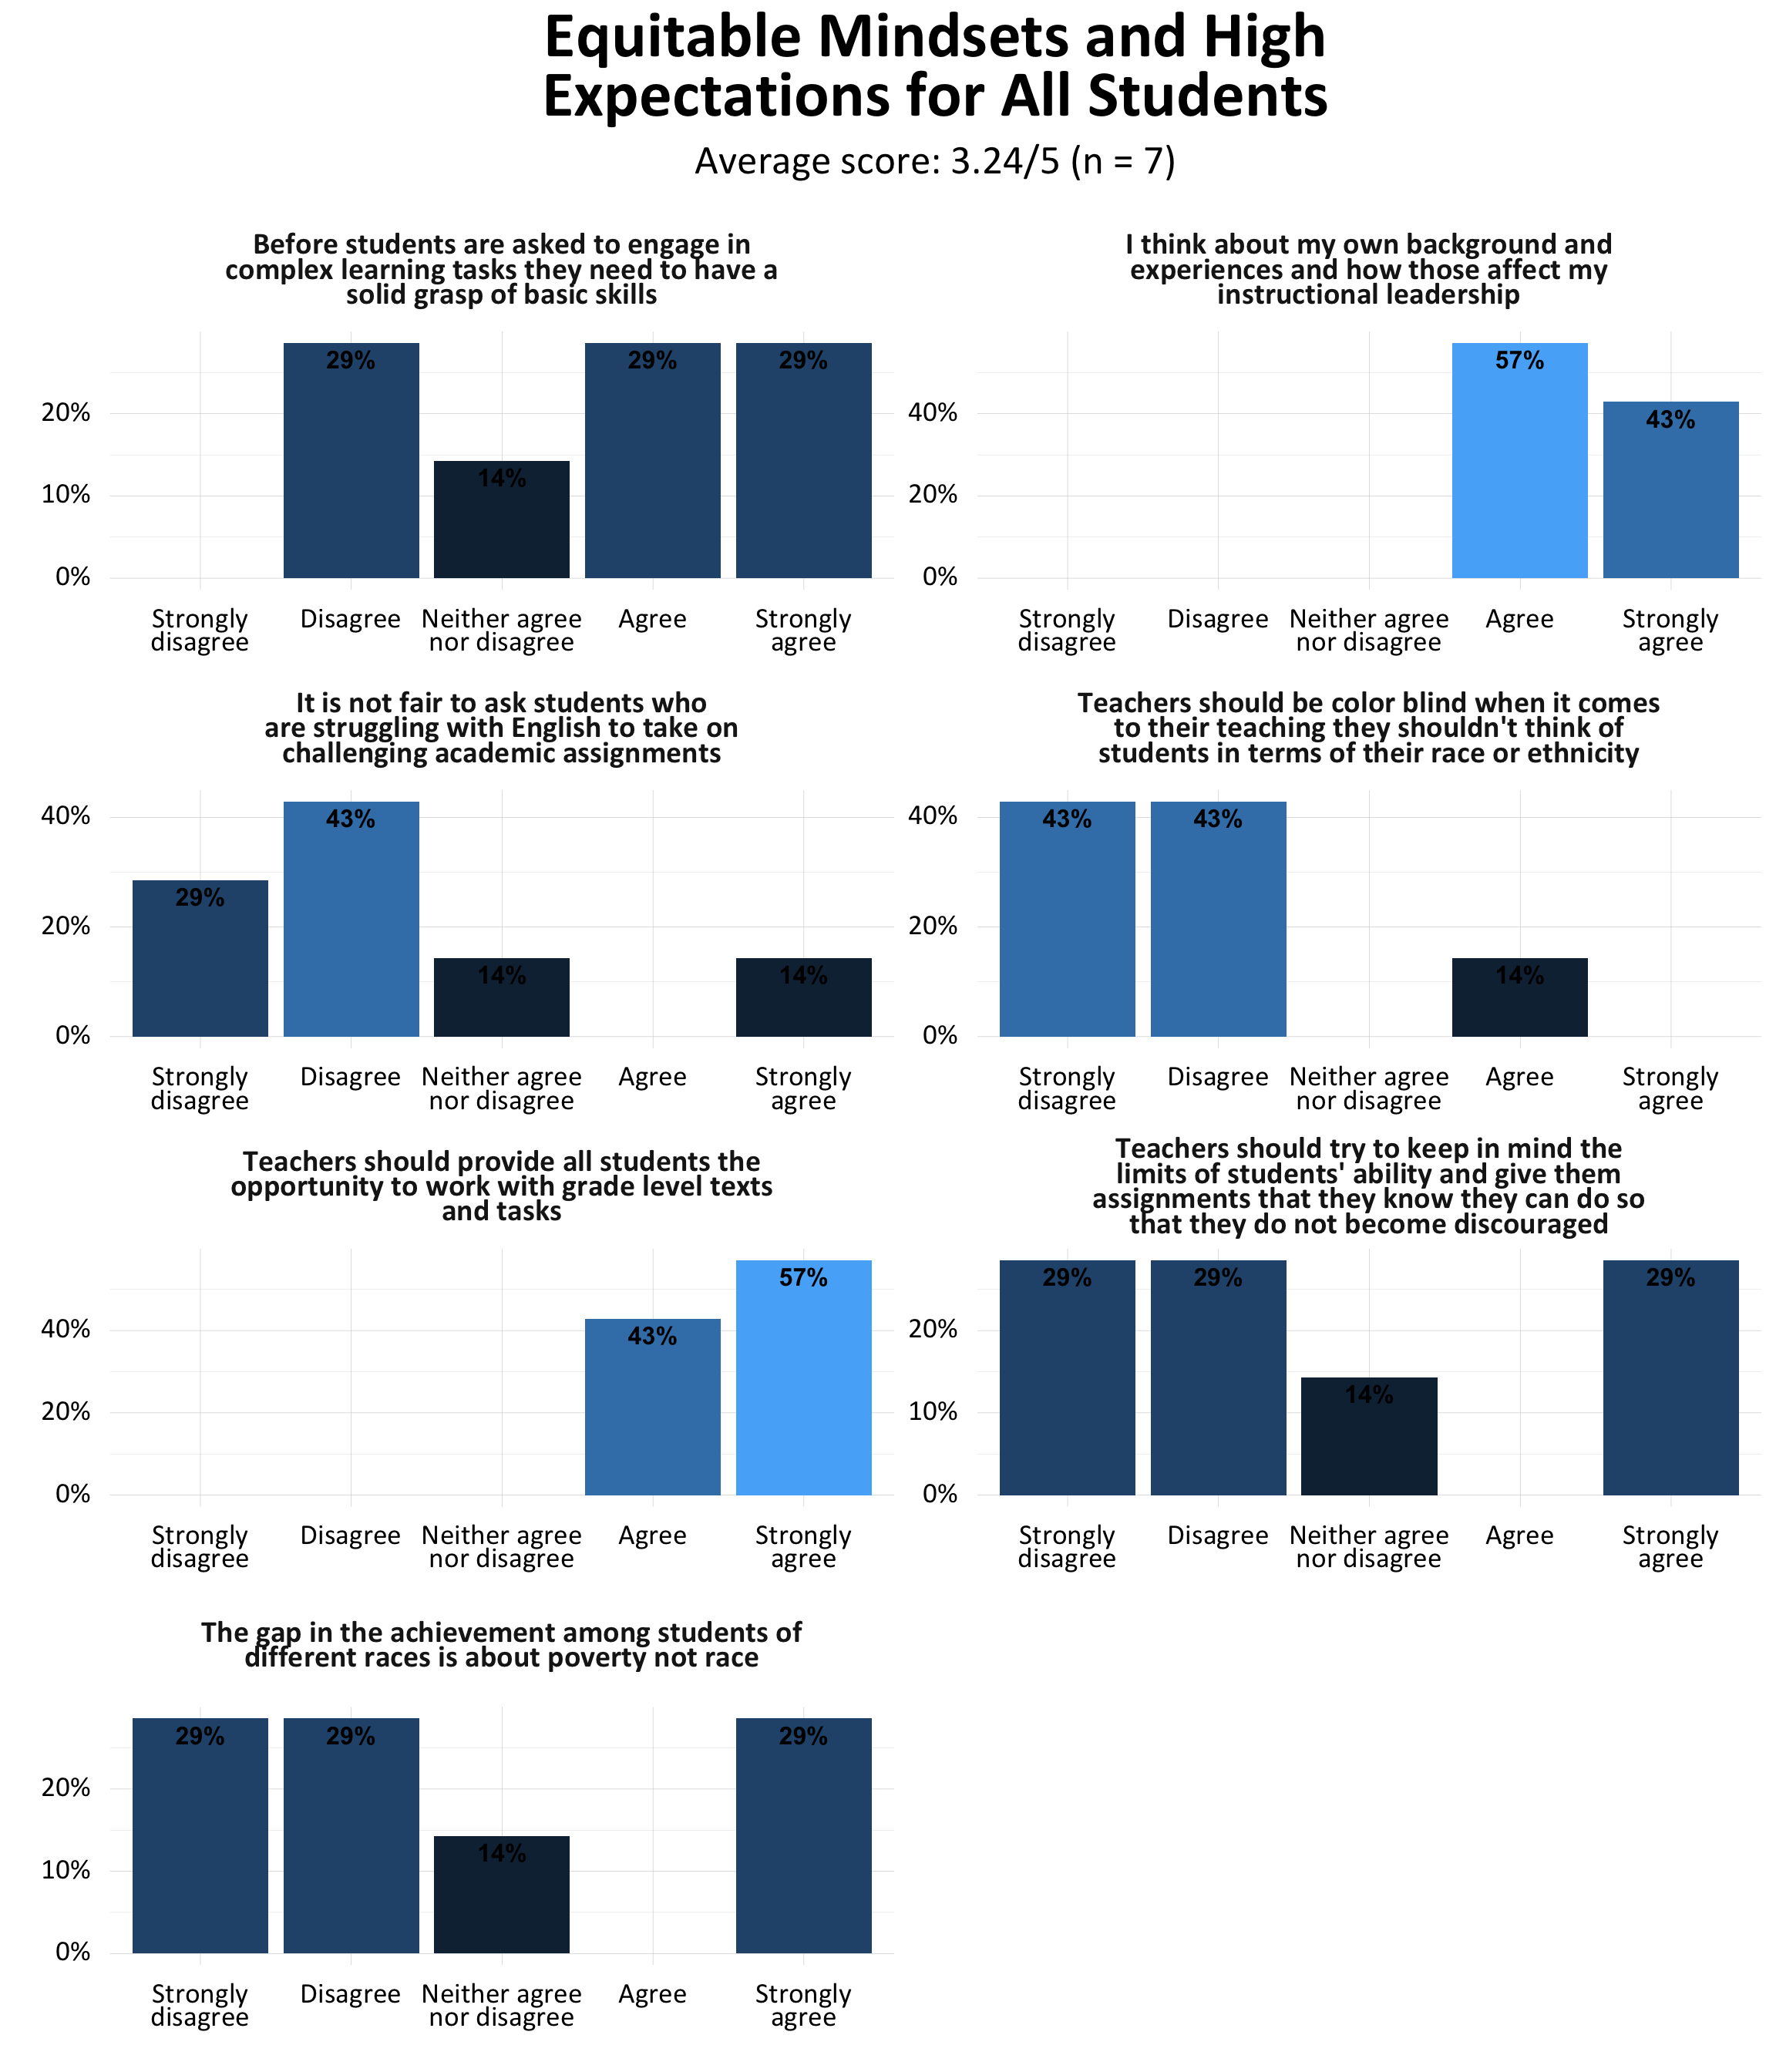 Equitable Mindsets and High
Expectations for All Students
Average score: 3.24/5 (n = 7)
Before students are asked to engage in
complex learning tasks they need to have a
solid grasp of basic skills
29%
14%
29%
29%
20%
10%
0%
Strongly
disagree
Disagree
Neither agree
nor disagree
Agree
Strongly
agree
I think about my own background and
experiences and how those affect my
instructional leadership
57%
43%
40%
20%
0%
Strongly
disagree
Disagree
Neither agree
nor disagree
Agree
Strongly
agree
It is not fair to ask students who
are struggling with English to take on
challenging academic assignments
29%
43%
14%
14%
40%
20%
0%
Strongly
disagree
Disagree
Neither agree
nor disagree
Agree
Strongly
agree
Teachers should be color blind when it comes
to their teaching they shouldn't think of
students in terms of their race or ethnicity
43%
43%
14%
40%
20%
0%
Strongly
disagree
Disagree
Neither agree
nor disagree
Agree
Strongly
agree
Teachers should provide all students the
opportunity to work with grade level texts
and tasks
43%
57%
40%
20%
0%
Strongly
disagree
Disagree
Neither agree
nor disagree
Agree
Strongly
agree
Teachers should try to keep in mind the
limits of students' ability and give them
assignments that they know they can do so
that they do not become discouraged
29%
29%
14%
29%
20%
10%
0%
Strongly
disagree
Disagree
Neither agree
nor disagree
Agree
Strongly
agree
The gap in the achievement among students of
different races is about poverty not race
29%
29%
14%
29%
20%
10%
0%
Strongly
disagree
Disagree
Neither agree
nor disagree
Agree
Strongly
agree